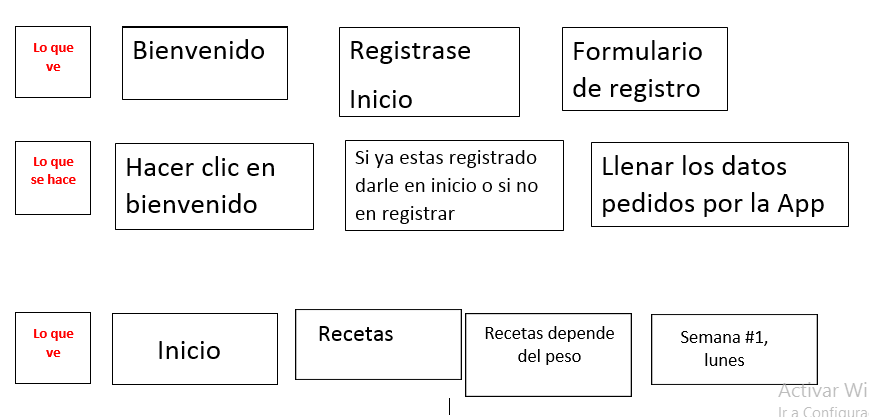 Lo que
ve
Bienvenido
Registrase
Inicio
Formulario
de registro
Lo que
se hace
Hacer clic en
bienvenido
Si ya estas registrado
darle en inicio o si no
en registrar
Llenar los datos
pedidos por la App
Lo que
ve
Inicio
Recetas
Recetas depende
del peso
Semana #1,
lunes
Activar Wi
Ir a Configura